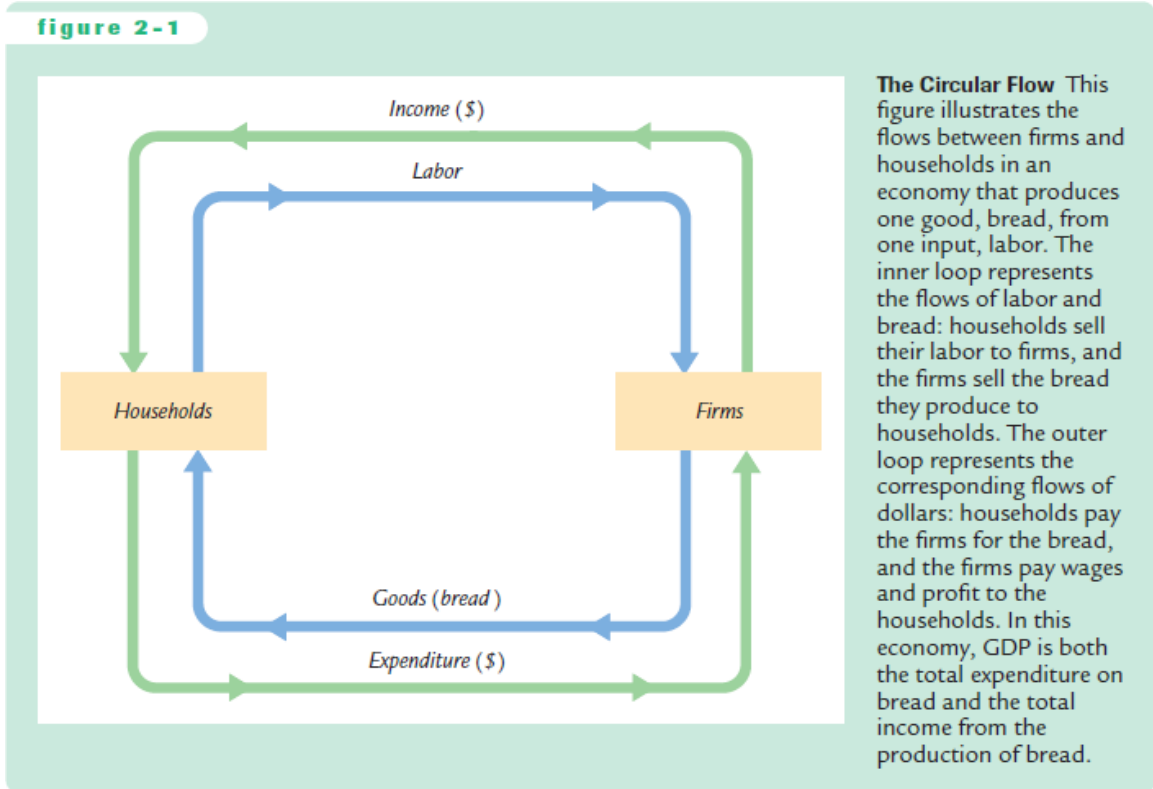 figure 2-1
Income ($)
Labor
Households
Firms
Goods (bread)
Expenditure ($)
The Circular Flow This
figure illustrates the
flows between firms and
households in an
economy that produces
one good, bread, from
one input, labor. The
inner loop represents
the flows of labor and
bread: households sell
their labor to firms, and
the firms sell the bread
they produce to
households. The outer
loop represents the
corresponding flows of
dollars: households pay
the firms for the bread,
and the firms pay wages
and profit to the
households. In this
economy, GDP is both
the total expenditure on
bread and the total
income from the
production of bread.